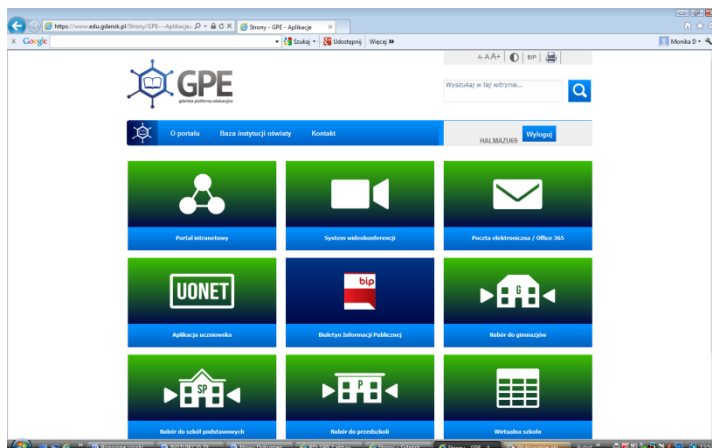 https://www.edu.gdansk.pl/Strony/GPE---Aplikacje.
Strony - GPE - Aplikacje
Google
Szukaj
Udostępnij
Więcej »
Monika D
A- A A+
BIP
GPE
gdańska platforma edukacyjna
Wyszukaj w tej witrynie...
O portalu
Baza instytucji oświaty
Kontakt
HALMAZU69
Wyloguj
Portal intranetowy
System wideokonferencji
Poczta elektroniczna / Office 365
UONET
bip
G
Aplikacja uczniowska
Biuletyn Informacji Publicznej
Nabór do gimnazjów
SP
P
Nabór do szkół podstawowych
Nabór do przedszkoli
Wirtualna szkoła